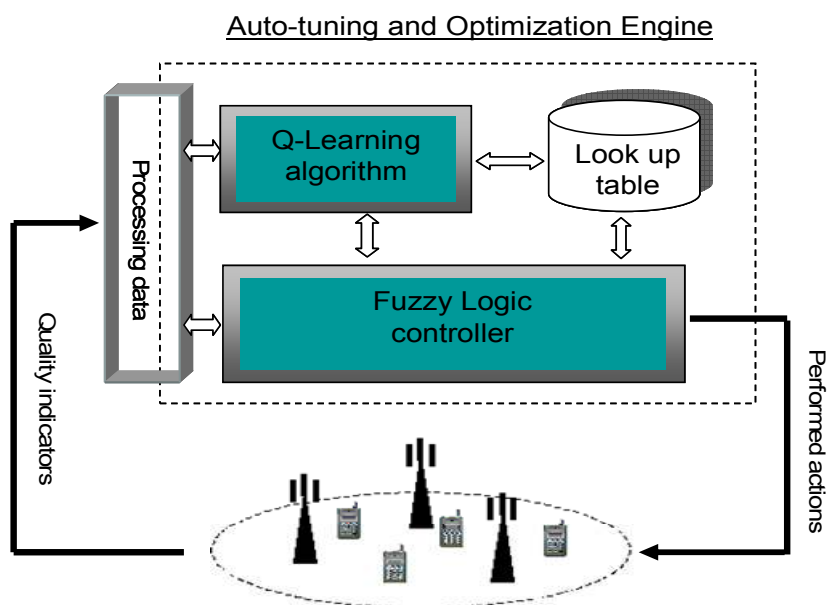 Auto-tuning and Optimization Engine
Q-Learning
algorithm
Look up
table
Processing data
Fuzzy Logic
controller
Quality indicators
Performed actions